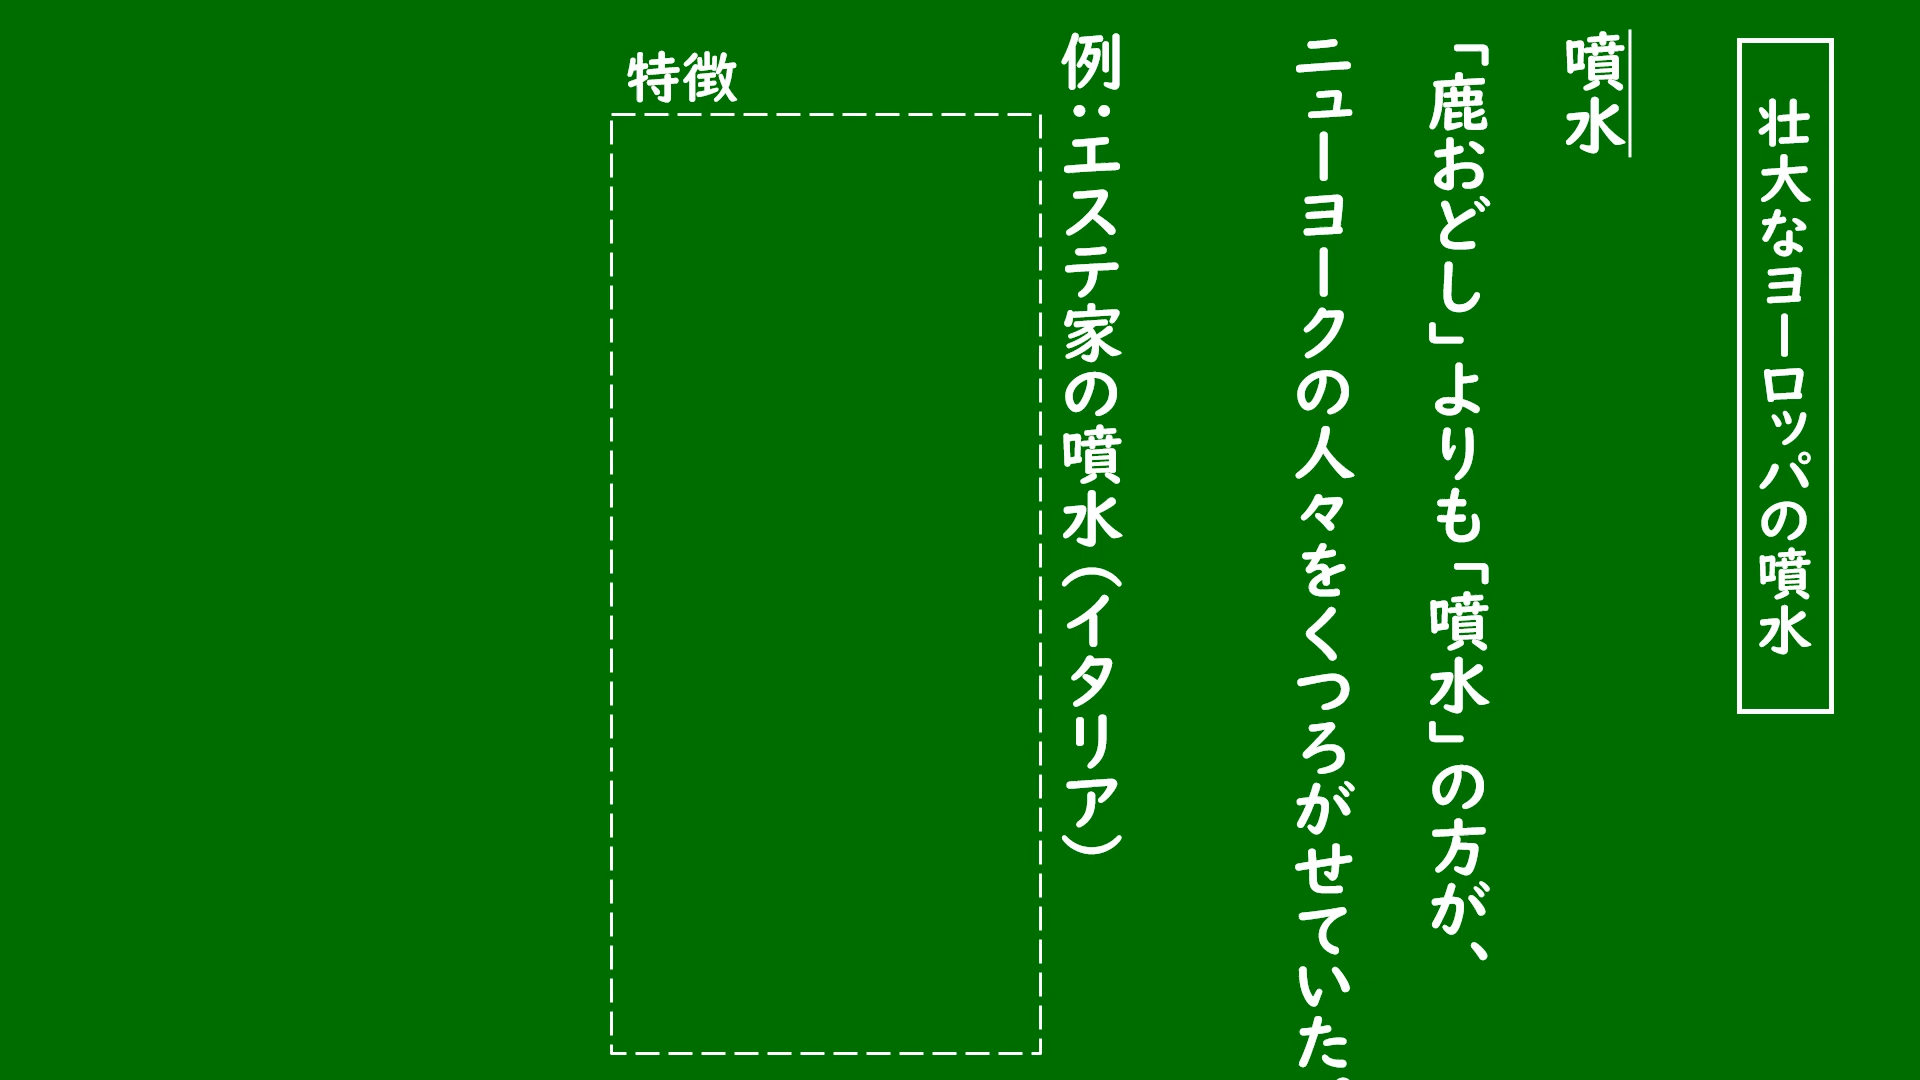 壮大なヨーロッパの噴水
噴水
「鹿おどし」よりも「噴水」の方が、
ニューヨークの人々をくつろがせていた。
例：エステ家の噴水（イタリア）
特徴